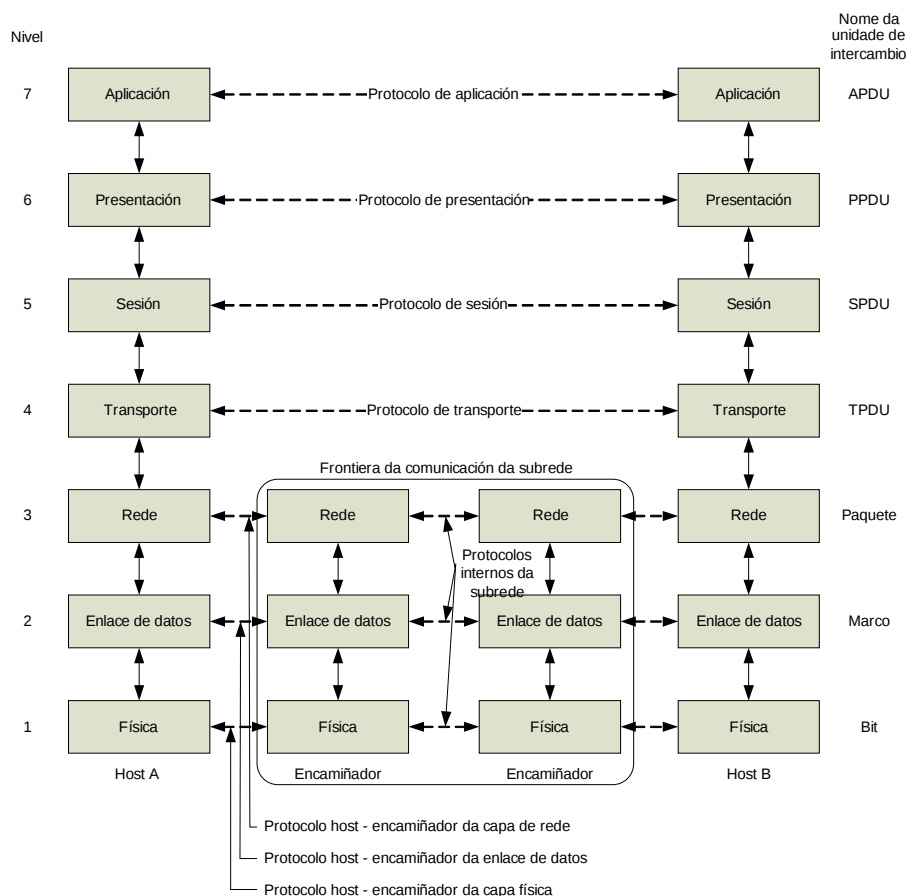 Nivel
Nome da
unidade de
intercambio
7
Aplicación
Protocolo de aplicación
Aplicación
APDU
6
Presentación
Protocolo de presentación
Presentación
PPDU
5
Sesión
Protocolo de sesión
Sesión
SPDU
4
Transporte
Protocolo de transporte
Transporte
TPDU
Frontiera da comunicación da subrede
3
Rede
Rede
Rede
Rede
Paquete
Protocolos
internos da
subrede
2
Enlace de datos
Enlace de datos
Enlace de datos
Enlace de datos
Marco
1
Física
Física
Física
Física
Bit
Host A
Encamiñador
Encamiñador
Host B
Protocolo host - encamiñador da capa de rede
Protocolo host - encamiñador da enlace de datos
Protocolo host - encamiñador da capa física